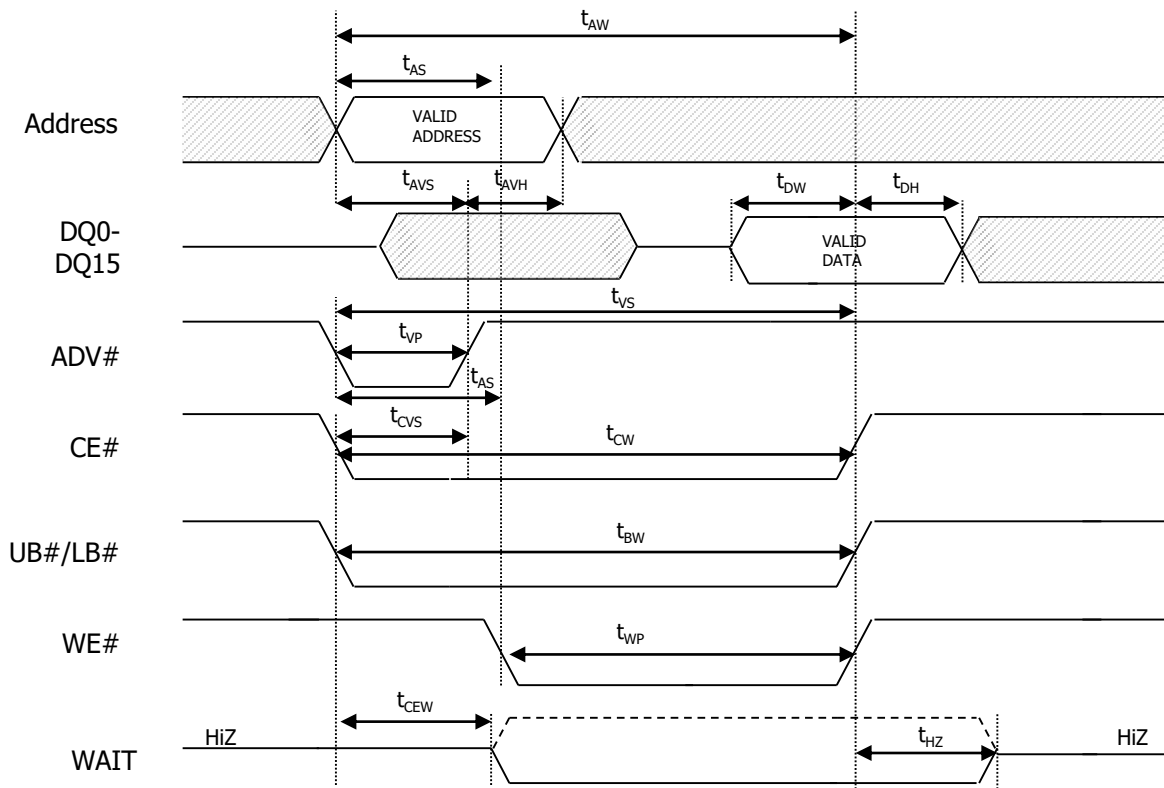 tAW
tAS
Address
VALID
ADDRESS
tAVS
tAVH
tDW
tDH
DQ0-
DQ15
VALID
DATA
tVS
ADV#
tVP
tAS
tCVS
CE#
tCW
UB#/LB#
tBW
WE#
tWP
tCEW
HiZ
tHZ
HiZ
WAIT